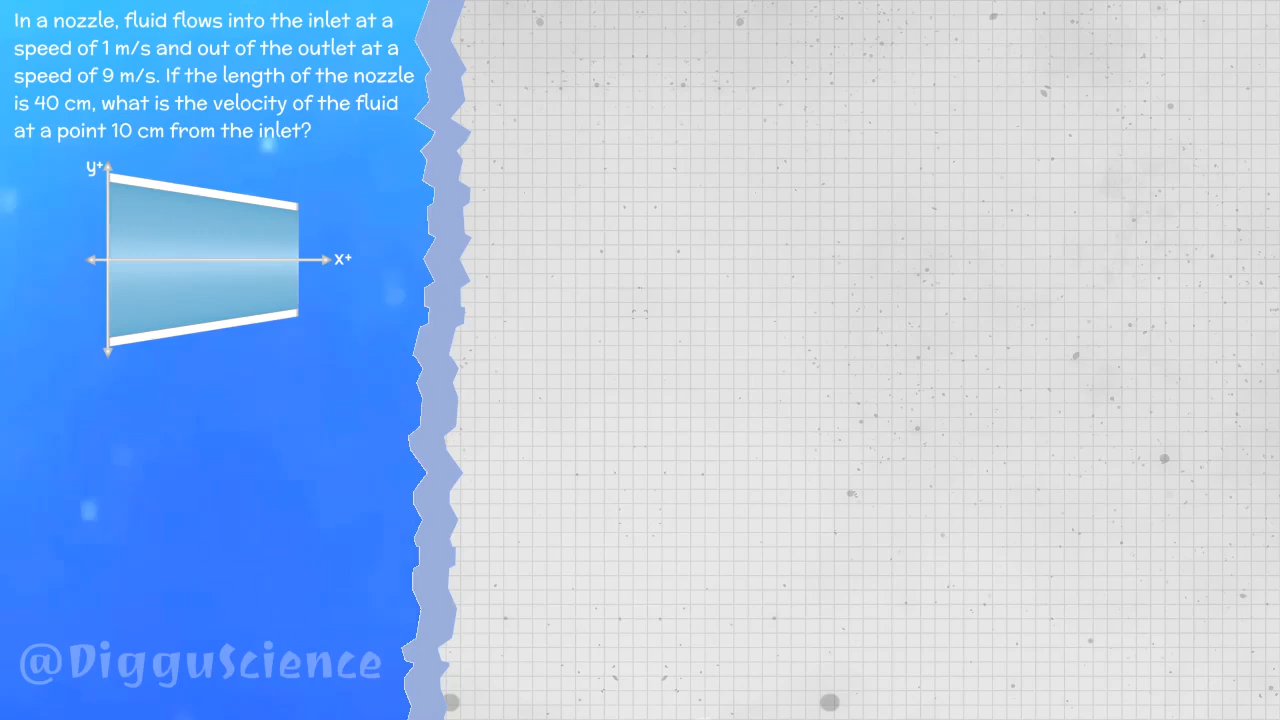 In a nozzle, fluid flows into the inlet at a
speed of 1 m/s and out of the outlet at a
speed of 9 m/s. If the length of the nozzle
is 40 cm, what is the velocity of the fluid
at a point 10 cm from the inlet?
y+
x+
@DigguScience